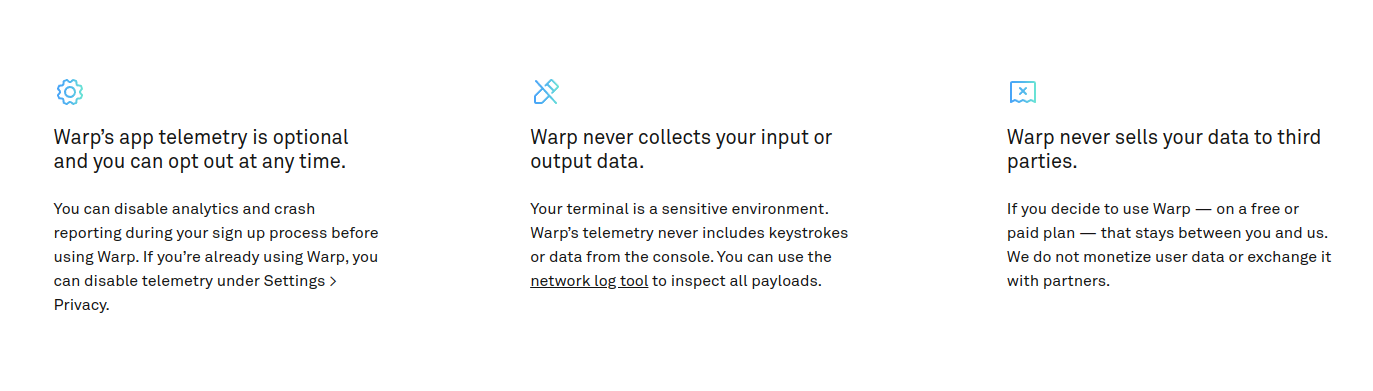 Warp’s app telemetry is optional
and you can opt out at any time.
You can disable analytics and crash
reporting during your sign up process before
using Warp. If you’re already using Warp, you
can disable telemetry under Settings >
Privacy.
Warp never collects your input or
output data.
Your terminal is a sensitive environment.
Warp’s telemetry never includes keystrokes
or data from the console. You can use the
network log tool to inspect all payloads.
Warp never sells your data to third
parties.
If you decide to use Warp — on a free or
paid plan — that stays between you and us.
We do not monetize user data or exchange it
with partners.